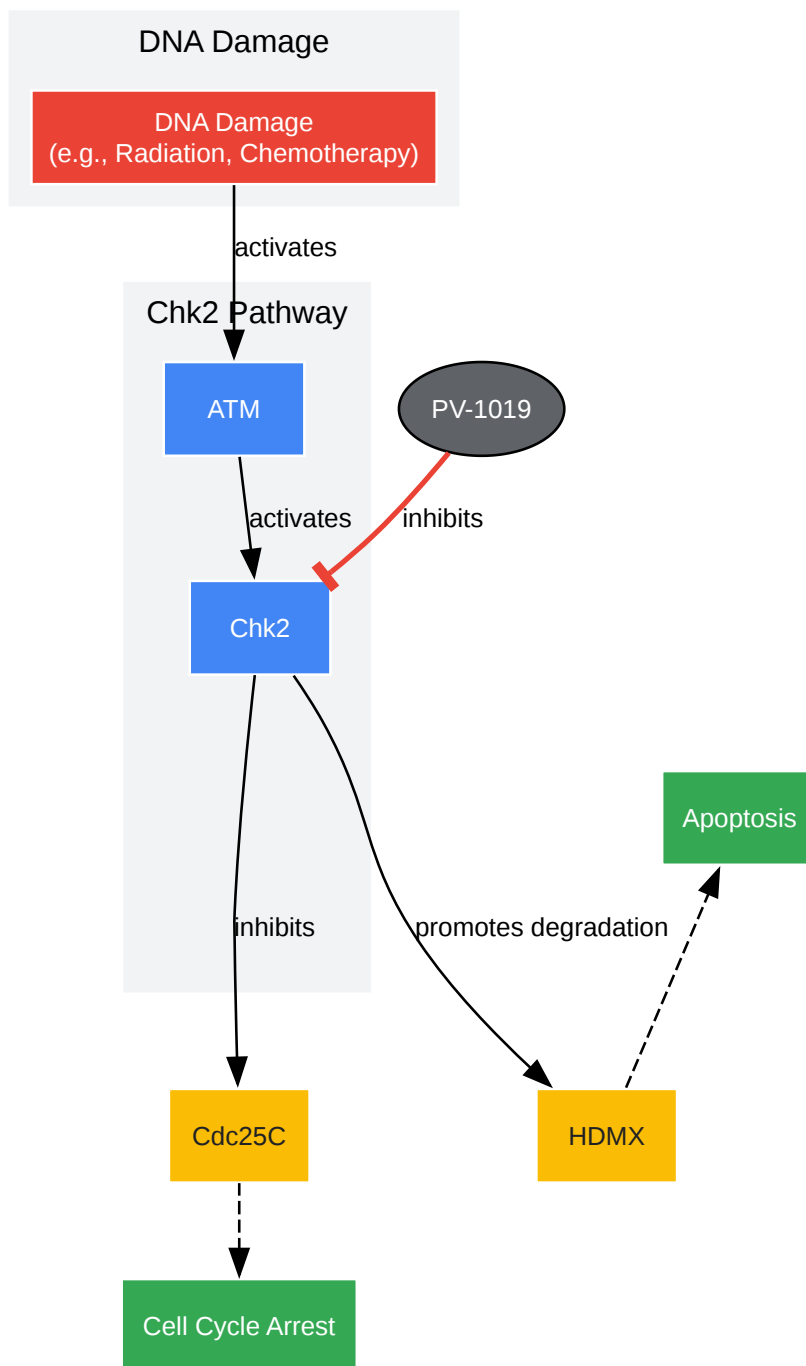 DNA Damage
DNA Damage
(e.g., Radiation, Chemotherapy)
activates
Chk2 Pathway
ATM
PV-1019
activates
inhibits
Chk2
Apoptosis
inhibits
promotes degradation
Cdc25C
HDMX
Cell Cycle Arrest